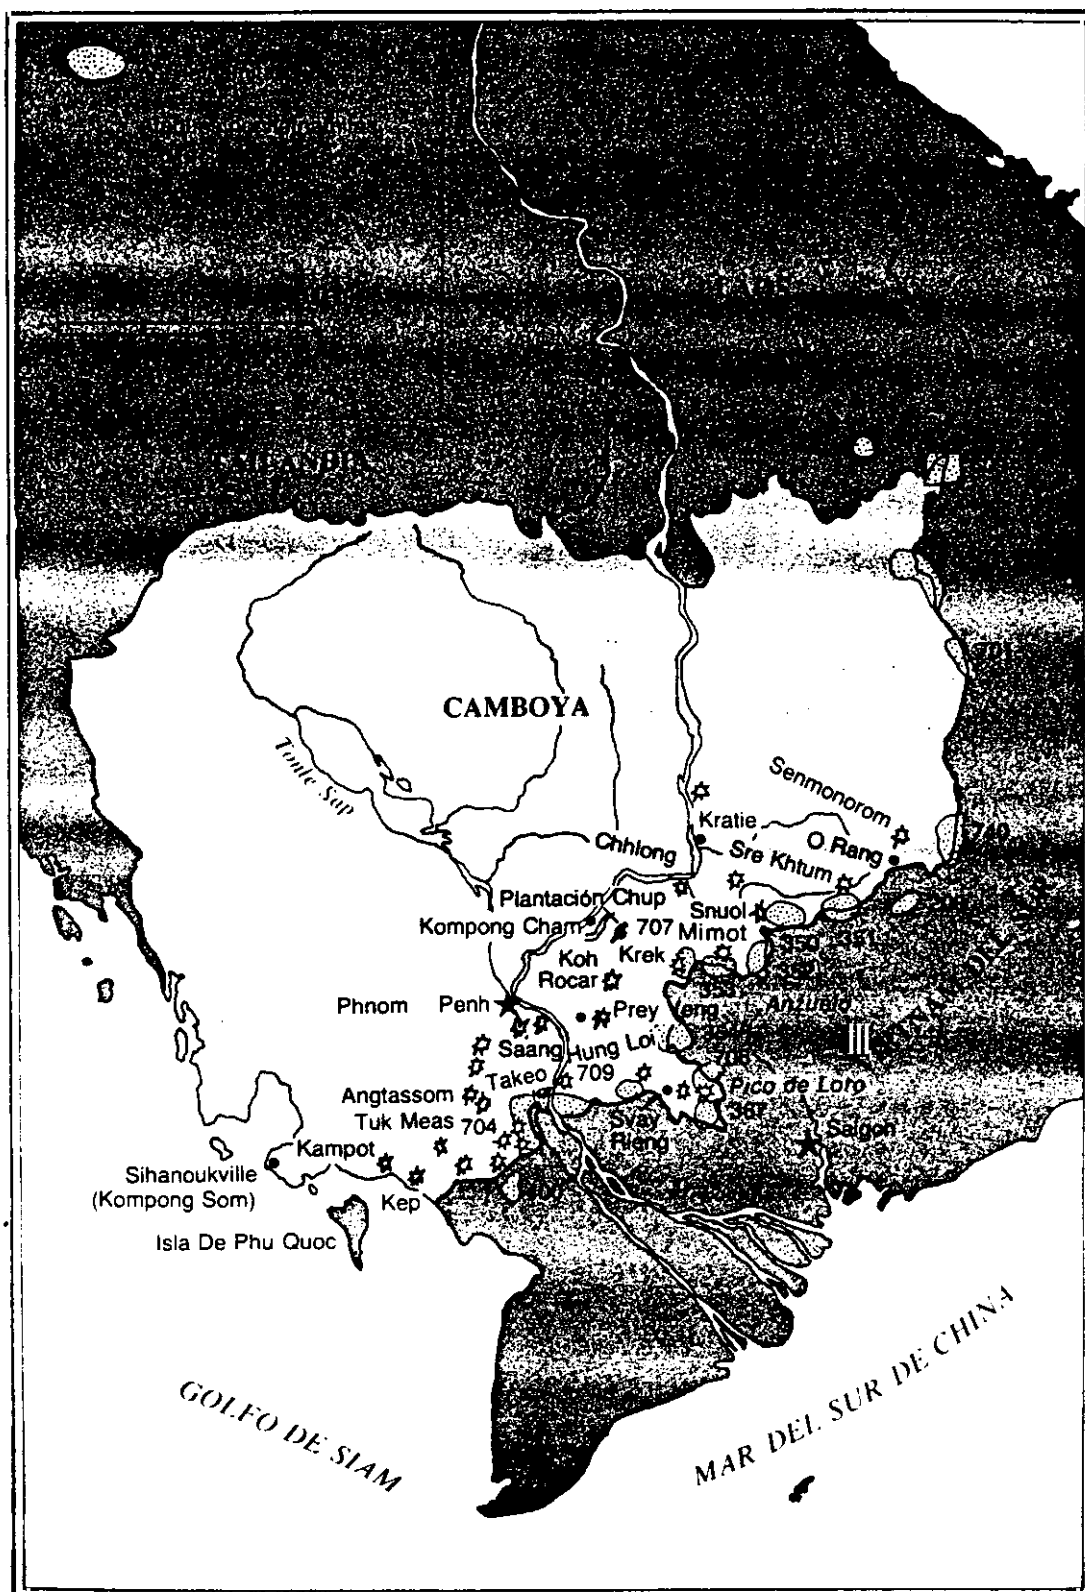 CAMBOYA
Tonle Sap
Senmonorom
Kratie
O Rang
Chhlong
Sre Khtum
Plantación Chup
Snuol
Kompong Cham
707 Mimot
Koh
Rocar
Krek
350
Anzuelo
Phnom Penh
Prey
III
Saang
Hung Loi
Takeo
709
Pico de Loro
367
Angtassom
Tuk Meas
704
Svay
Rieng
Saigon
Kampot
Sihanoukville
(Kompong Som)
Kep
Isla De Phu Quoc
GOLFO DE SIAM
MAR DEL SUR DE CHINA